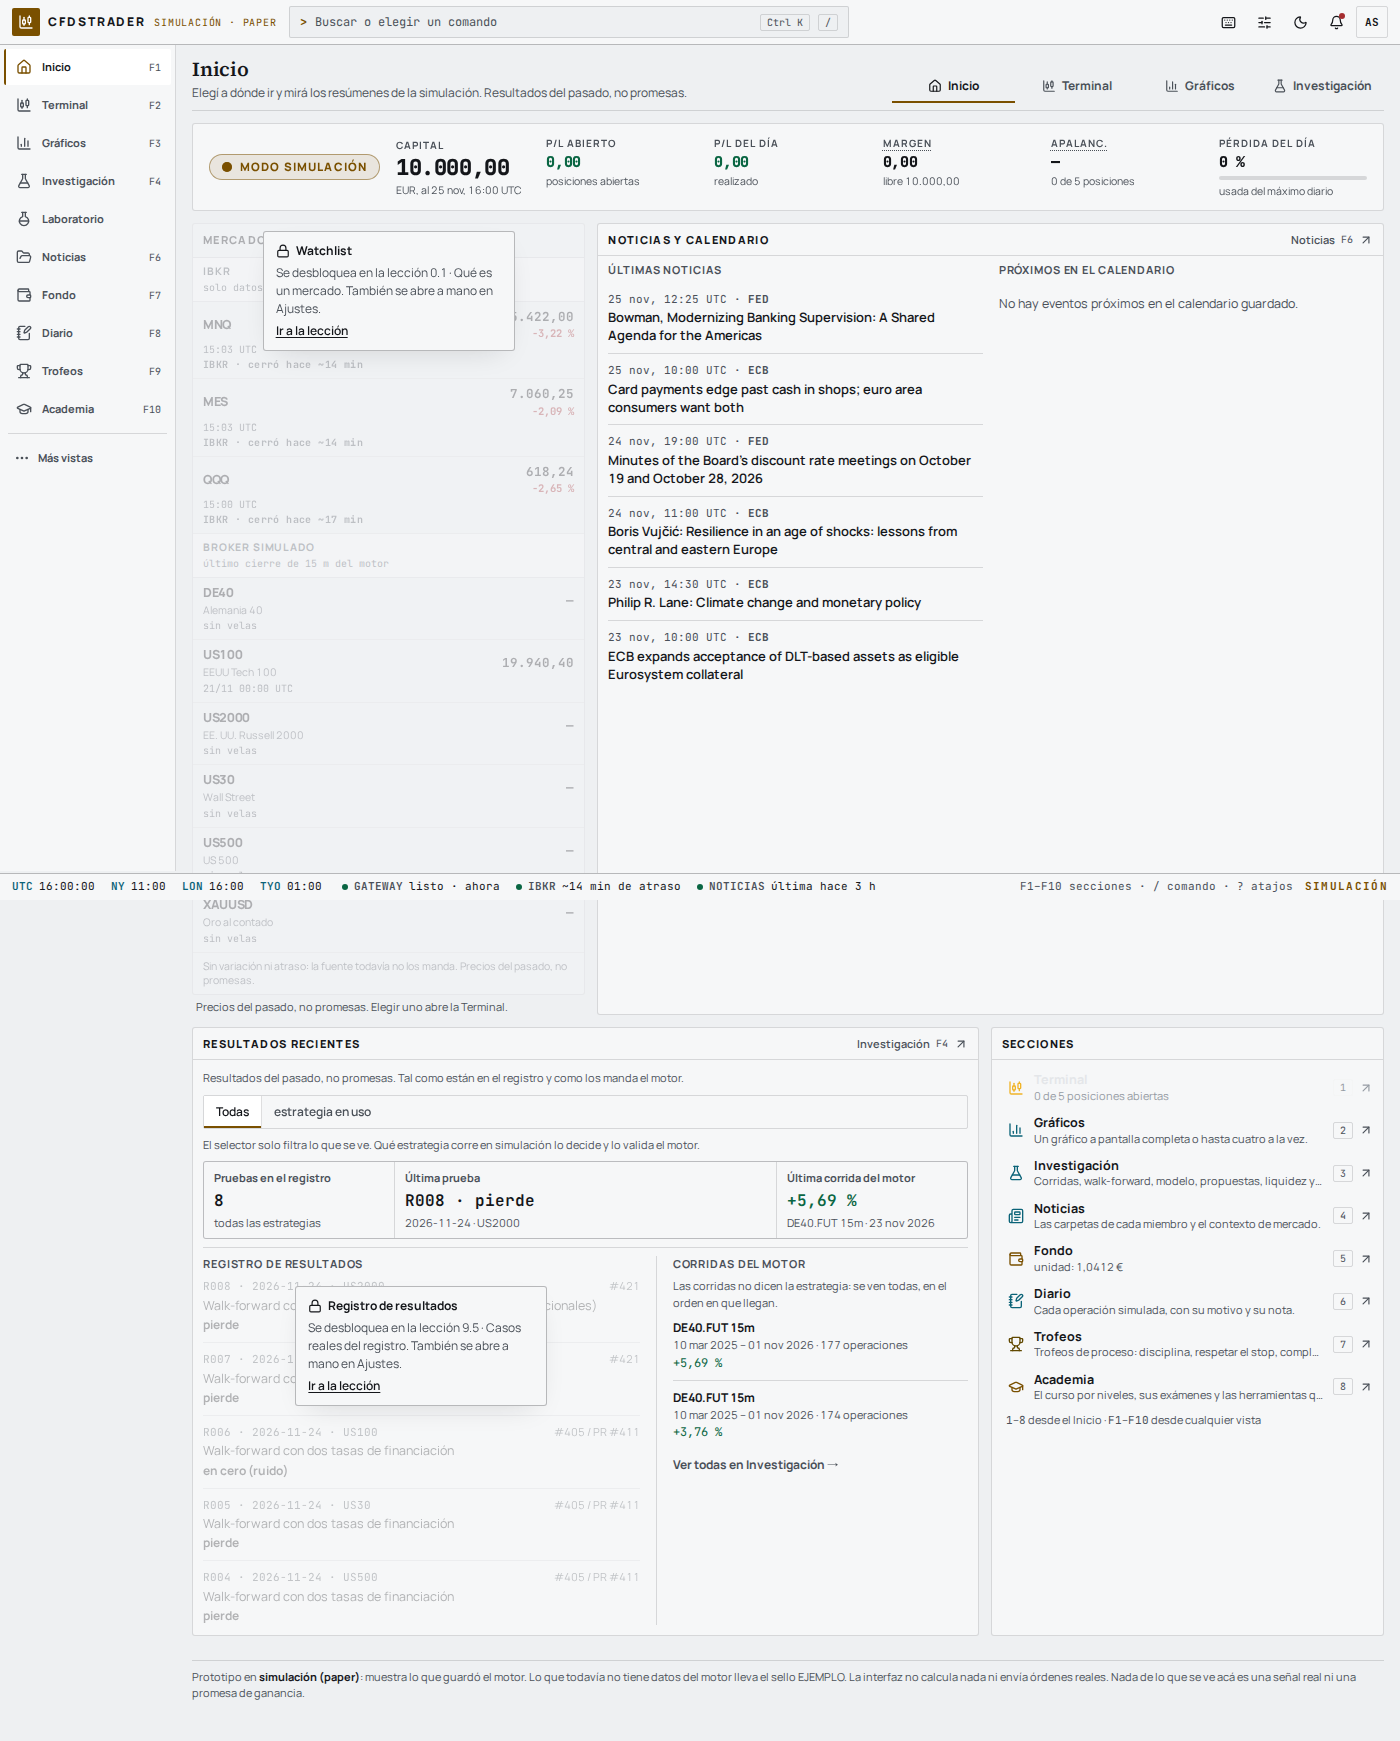 CFDSTRADER SIMULACIÓN · PAPER
> Buscar o elegir un comando Ctrl K /
AS
Inicio F1
Terminal F2
Gráficos F3
Investigación F4
Laboratorio
Noticias F6
Fondo F7
Diario F8
Trofeos F9
Academia F10
Más vistas
Inicio
Elegí a dónde ir y mirá los resúmenes de la simulación. Resultados del pasado, no promesas.
Inicio Terminal Gráficos Investigación
MODO SIMULACIÓN
CAPITAL
10.000,00
EUR, al 25 nov, 16:00 UTC
P/L ABIERTO
0,00
posiciones abiertas
P/L DEL DÍA
0,00
realizado
MARGEN
0,00
libre 10.000,00
APALANC.
—
0 de 5 posiciones
PÉRDIDA DEL DÍA
0 %
usada del máximo diario
MERCADO
IBKR
solo datos
Watchlist
Se desbloquea en la lección 0.1 · Qué es
un mercado. También se abre a mano en
Ajustes.
Ir a la lección
MNQ .422,00
-3,22 %
15:03 UTC
IBKR · cerró hace ~14 min
MES 7.060,25
-2,09 %
15:03 UTC
IBKR · cerró hace ~14 min
QQQ 618,24
-2,65 %
15:00 UTC
IBKR · cerró hace ~17 min
BROKER SIMULADO
último cierre de 15 m del motor
DE40 —
Alemania 40
sin velas
US100 19.940,40
EEUU Tech 100
21/11 00:00 UTC
US2000 —
EE. UU. Russell 2000
sin velas
US30 —
Wall Street
sin velas
US500 —
US 500
XAUUSD —
Oro al contado
sin velas
Sin variación ni atraso: la fuente todavía no los manda. Precios del pasado, no
promesas.
Precios del pasado, no promesas. Elegir uno abre la Terminal.
NOTICIAS Y CALENDARIO Noticias F6
ÚLTIMAS NOTICIAS
25 nov, 12:25 UTC · FED
Bowman, Modernizing Banking Supervision: A Shared
Agenda for the Americas
25 nov, 10:00 UTC · ECB
Card payments edge past cash in shops; euro area
consumers want both
24 nov, 19:00 UTC · FED
Minutes of the Board's discount rate meetings on October
19 and October 28, 2026
24 nov, 11:00 UTC · ECB
Boris Vujčić: Resilience in an age of shocks: lessons from
central and eastern Europe
23 nov, 14:30 UTC · ECB
Philip R. Lane: Climate change and monetary policy
23 nov, 10:00 UTC · ECB
ECB expands acceptance of DLT-based assets as eligible
Eurosystem collateral
PRÓXIMOS EN EL CALENDARIO
No hay eventos próximos en el calendario guardado.
UTC 16:00:00 NY 11:00 LON 16:00 TYO 01:00 GATEWAY listo · ahora IBKR ~14 min de atraso NOTICIAS última hace 3 h F1–F10 secciones · / comando · ? atajos SIMULACIÓN
RESULTADOS RECIENTES Investigación F4
Resultados del pasado, no promesas. Tal como están en el registro y como los manda el motor.
Todas estrategia en uso
El selector solo filtra lo que se ve. Qué estrategia corre en simulación lo decide y lo valida el motor.
Pruebas en el registro
8
todas las estrategias
Última prueba
R008 · pierde
2026-11-24 · US2000
Última corrida del motor
+5,69 %
DE40.FUT 15m · 23 nov 2026
REGISTRO DE RESULTADOS
R008 · 2026-11-24 · US2000 #421
Walk-forward co cionales)
pierde
Registro de resultados
Se desbloquea en la lección 9.5 · Casos
reales del registro. También se abre a
mano en Ajustes.
Ir a la lección
R007 · 2026-1 #421
Walk-forward co
pierde
R006 · 2026-11-24 · US100 #405 / PR #411
Walk-forward con dos tasas de financiación
en cero (ruido)
R005 · 2026-11-24 · US30 #405 / PR #411
Walk-forward con dos tasas de financiación
pierde
R004 · 2026-11-24 · US500 #405 / PR #411
Walk-forward con dos tasas de financiación
pierde
CORRIDAS DEL MOTOR
Las corridas no dicen la estrategia: se ven todas, en el
orden en que llegan.
DE40.FUT 15m
10 mar 2025 – 01 nov 2026 · 177 operaciones
+5,69 %
DE40.FUT 15m
10 mar 2025 – 01 nov 2026 · 174 operaciones
+3,76 %
Ver todas en Investigación →
SECCIONES
Terminal 1
0 de 5 posiciones abiertas
Gráficos 2
Un gráfico a pantalla completa o hasta cuatro a la vez.
Investigación 3
Corridas, walk-forward, modelo, propuestas, liquidez y...
Noticias 4
Las carpetas de cada miembro y el contexto de mercado.
Fondo 5
unidad: 1,0412 €
Diario 6
Cada operación simulada, con su motivo y su nota.
Trofeos 7
Trofeos de proceso: disciplina, respetar el stop, compl...
Academia 8
El curso por niveles, sus exámenes y las herramientas q...
1–8 desde el Inicio · F1–F10 desde cualquier vista
Prototipo en simulación (paper): muestra lo que guardó el motor. Lo que todavía no tiene datos del motor lleva el sello EJEMPLO. La interfaz no calcula nada ni envía órdenes reales. Nada de lo que se ve acá es una señal real ni una
promesa de ganancia.